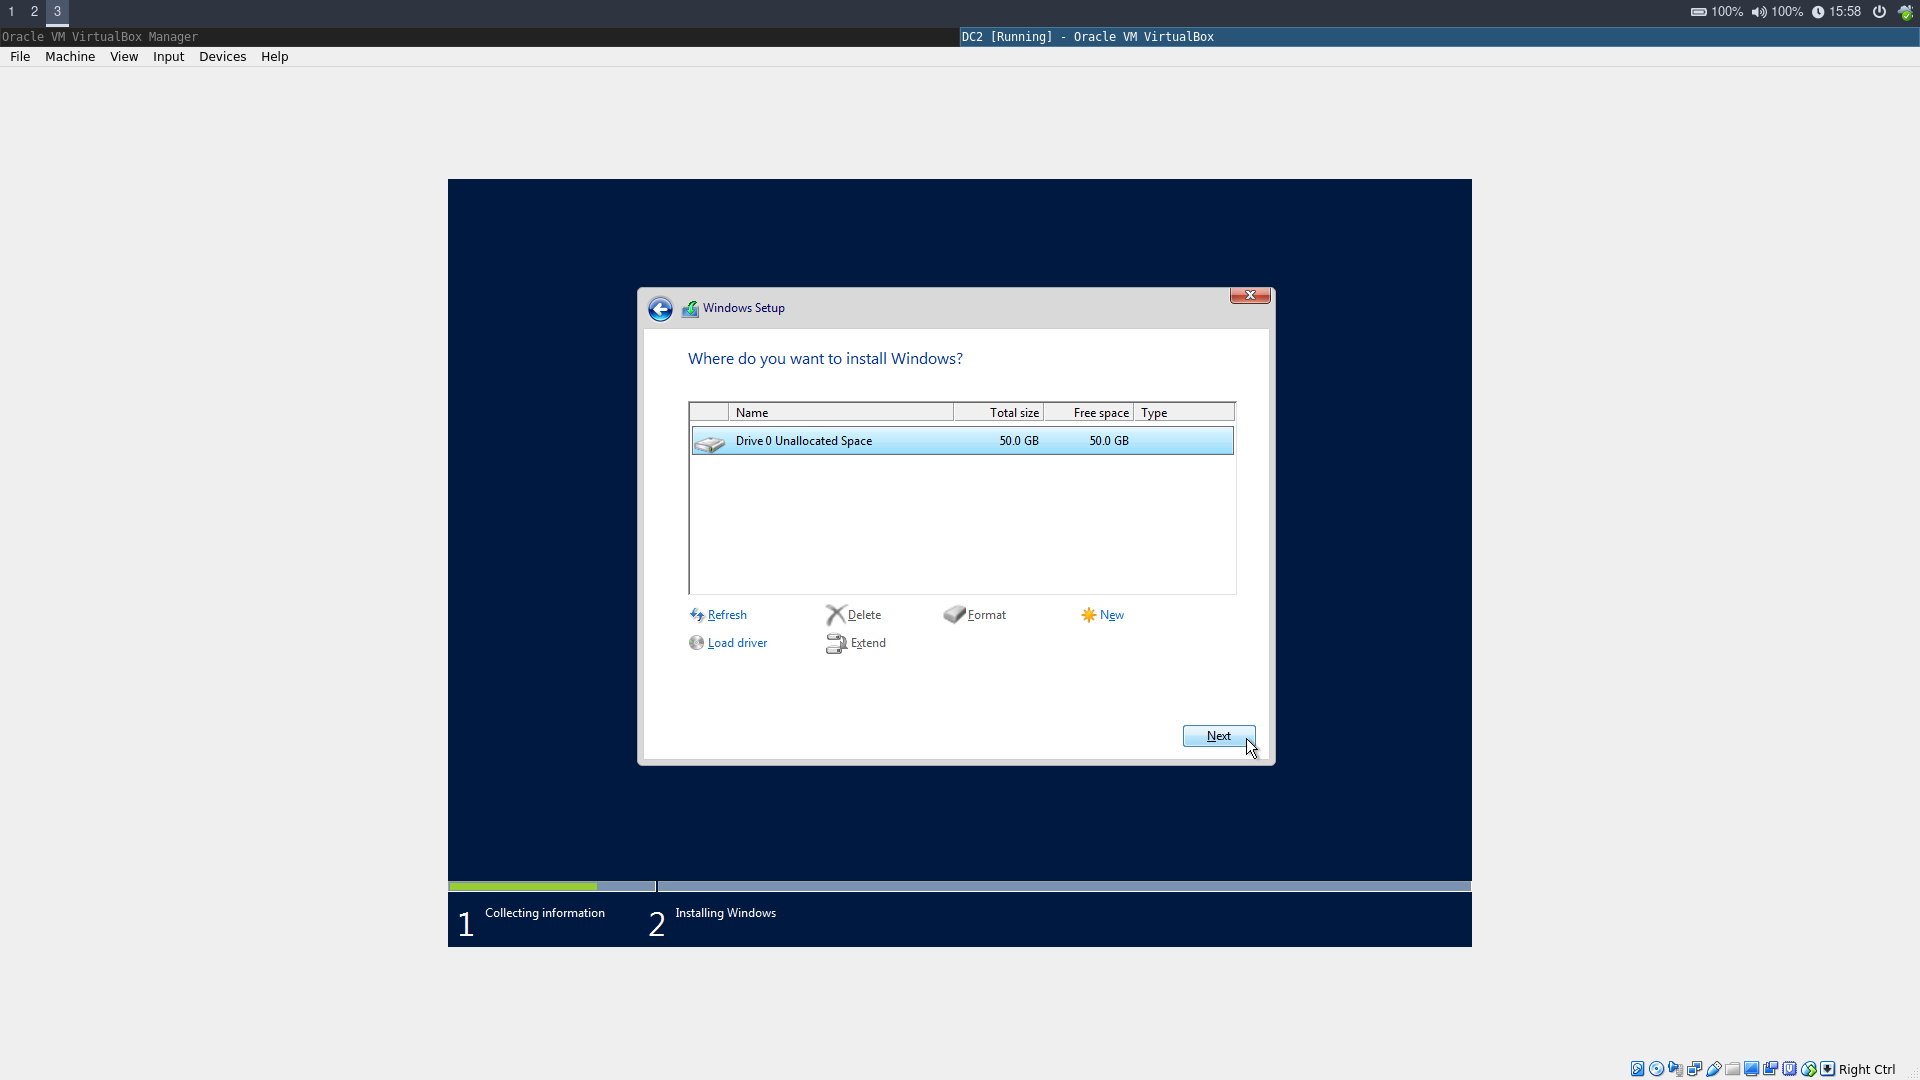 1 2 3 100% 100% 15:58
Oracle VM VirtualBox Manager DC2 [Running] - Oracle VM VirtualBox
File Machine View Input Devices Help
Windows Setup
Where do you want to install Windows?
Name Total size Free space Type
Drive 0 Unallocated Space 50.0 GB 50.0 GB
Refresh Delete Format New
Load driver Extend
Next
1 Collecting information 2 Installing Windows
Right Ctrl